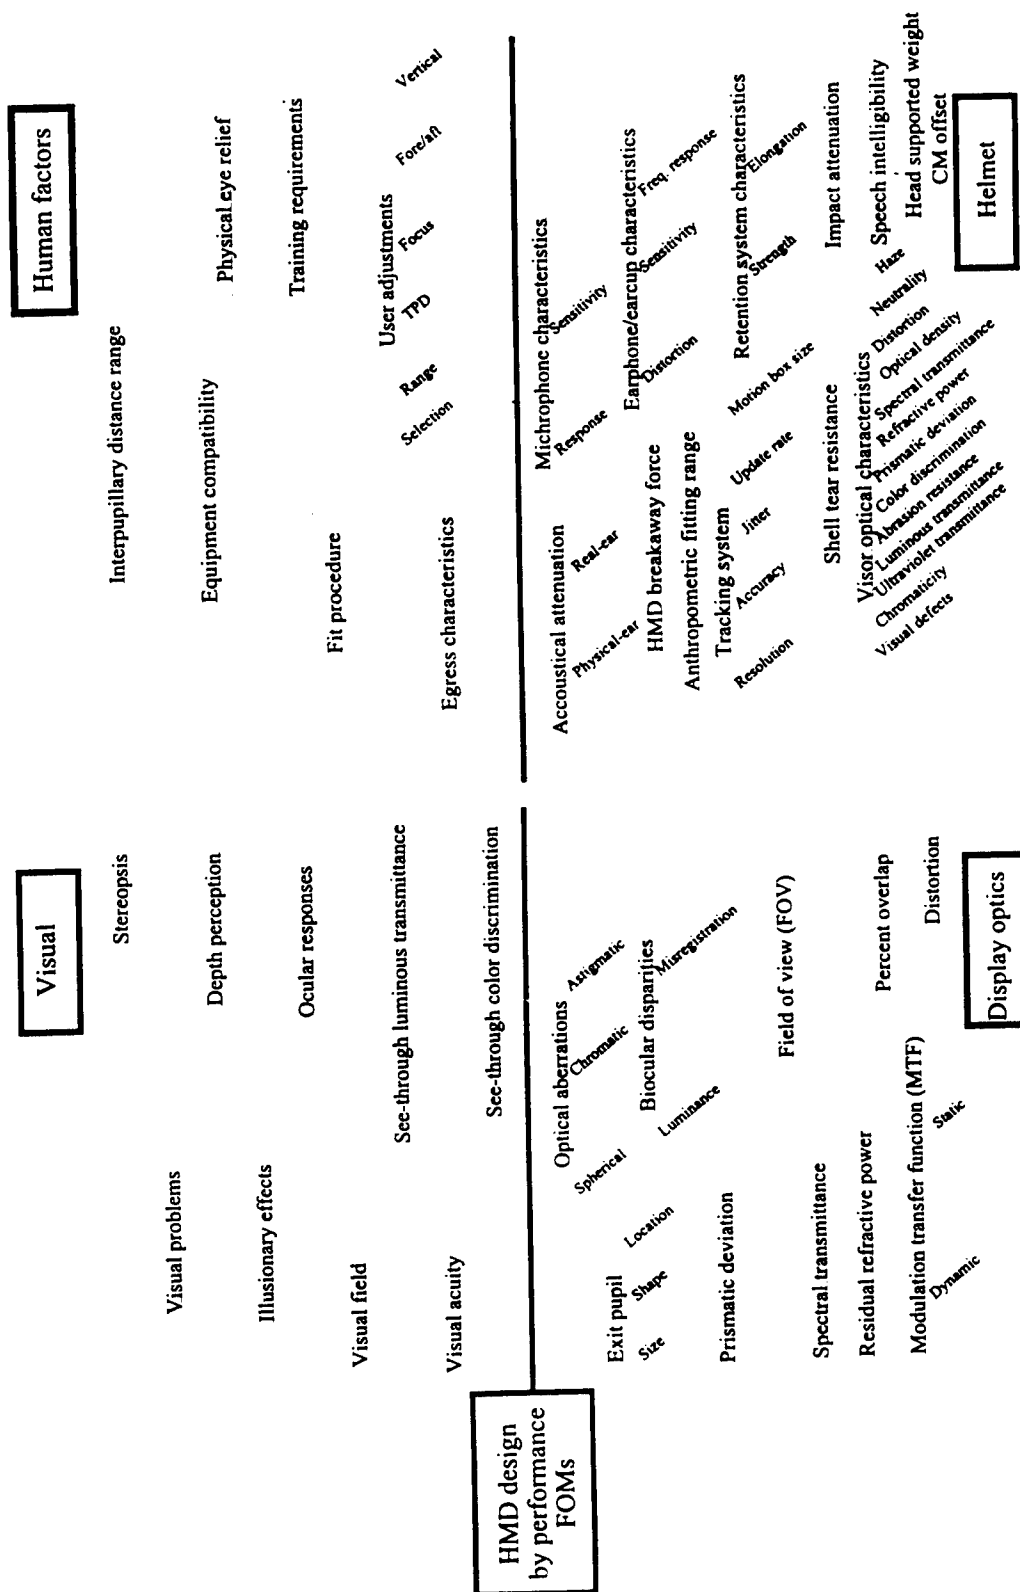 HMD design
by performance
FOMs
Visual
Stereopsis
Visual problems
Depth perception
Illusionary effects
Ocular responses
Visual field
See-through luminous transmittance
Visual acuity
See-through color discrimination
Human factors
Interpupillary distance range
Equipment compatibility
Physical eye relief
Training requirements
Fit procedure
User adjustments
Selection
Range
TPD
Focus
Fore/aft
Vertical
Egress characteristics
Optical aberrations
Spherical
Chromatic
Astigmatic
Exit pupil
Size
Shape
Location
Biocular disparities
Luminance
Misregistration
Prismatic deviation
Field of view (FOV)
Spectral transmittance
Residual refractive power
Percent overlap
Modulation transfer function (MTF)
Dynamic
Static
Distortion
Display optics
Accoustical attenuation
Physical-ear
Real-ear
Michrophone characteristics
Response
Sensitivity
HMD breakaway force
Earphone/earcup characteristics
Distortion
Sensitivity
Freq. response
Anthropometric fitting range
Tracking system
Resolution
Accuracy
Jitter
Update rate
Motion box size
Retention system characteristics
Strength
Elongation
Shell tear resistance
Impact attenuation
Visor optical characteristics
Visual defects
Chromaticity
Ultraviolet transmittance
Luminous transmittance
Abrasion resistance
Color discrimination
Prismatic deviation
Refractive power
Spectral transmittance
Optical density
Distortion
Neutrality
Haze
Speech intelligibility
Head supported weight
CM offset
Helmet